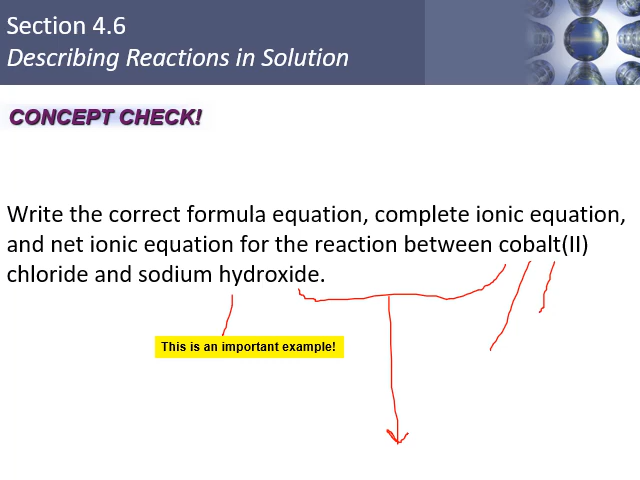 Section 4.6
Describing Reactions in Solution
CONCEPT CHECK!
Write the correct formula equation, complete ionic equation,
and net ionic equation for the reaction between cobalt(II)
chloride and sodium hydroxide.
This is an important example!